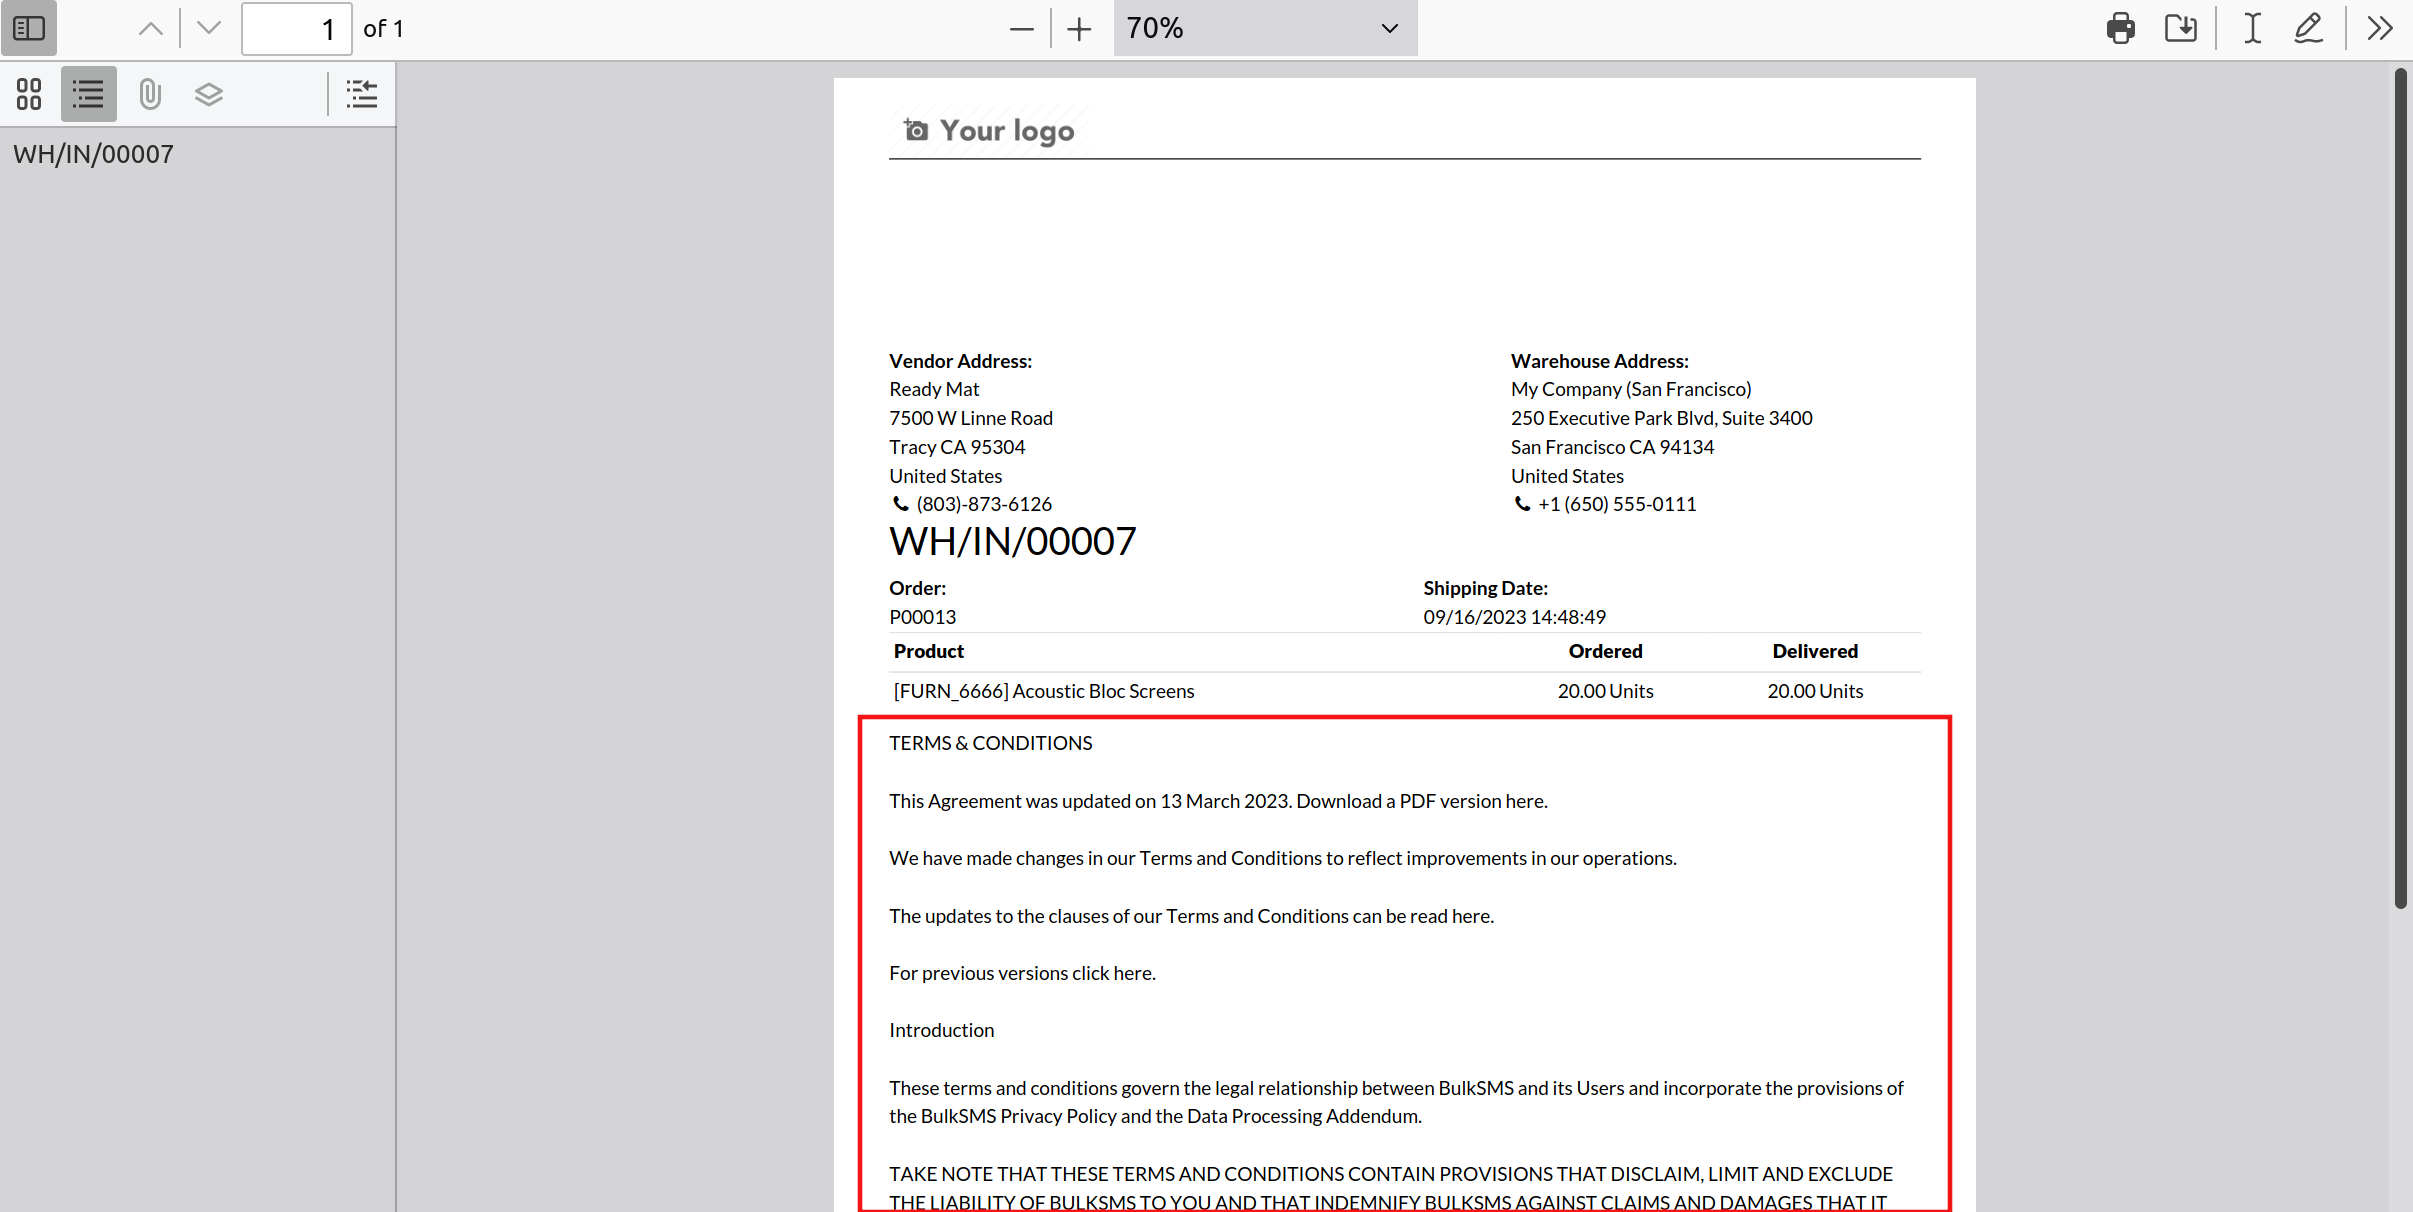 1 of 1
70%
WH/IN/00007
Your logo
Vendor Address:
Ready Mat
7500 W Linne Road
Tracy CA 95304
United States
(803)-873-6126
Warehouse Address:
My Company (San Francisco)
250 Executive Park Blvd, Suite 3400
San Francisco CA 94134
United States
+1 (650) 555-0111
WH/IN/00007
Order:
P00013
Shipping Date:
09/16/2023 14:48:49
Product Ordered Delivered
[FURN_6666] Acoustic Bloc Screens 20.00 Units 20.00 Units
TERMS & CONDITIONS
This Agreement was updated on 13 March 2023. Download a PDF version here.
We have made changes in our Terms and Conditions to reflect improvements in our operations.
The updates to the clauses of our Terms and Conditions can be read here.
For previous versions click here.
Introduction
These terms and conditions govern the legal relationship between BulkSMS and its Users and incorporate the provisions of
the BulkSMS Privacy Policy and the Data Processing Addendum.
TAKE NOTE THAT THESE TERMS AND CONDITIONS CONTAIN PROVISIONS THAT DISCLAIM, LIMIT AND EXCLUDE
THE LIABILITY OF BULKSMS TO YOU AND THAT INDEMNIFY BULKSMS AGAINST CLAIMS AND DAMAGES THAT IT